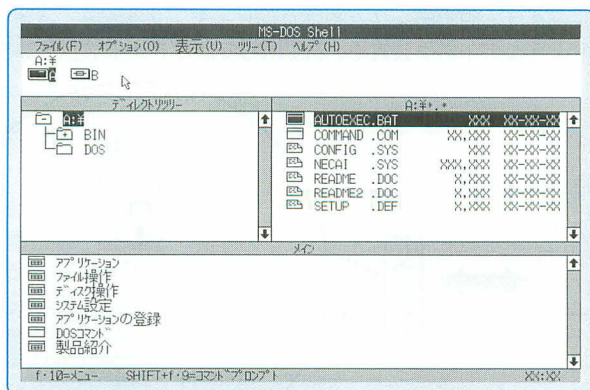 MS-DOS Shell
ファイル(F) オプション(O) 表示(U) ツリー(T) ヘルプ(H)
A:¥
A B
ディレクトリツリー
A:¥*.*
A:¥
BIN
DOS
AUTOEXEC.BAT XXX XX-XX-XX
COMMAND .COM XX,XXX XX-XX-XX
CONFIG .SYS XXX XX-XX-XX
NECAI .SYS XXX,XXX XX-XX-XX
README .DOC X,XXX XX-XX-XX
README2 .DOC X,XXX XX-XX-XX
SETUP .DEF X,XXX XX-XX-XX
メイン
アプリケーション
ファイル操作
ディスク操作
システム設定
アプリケーションの登録
DOSコマンド
製品紹介
f・10=メニュー SHIFT+f・9=コマンドプロンプト XX:XX